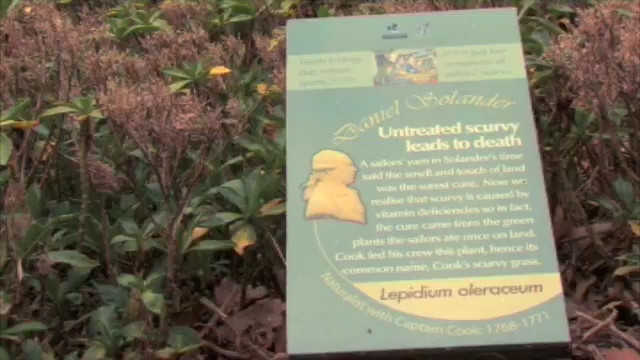 Daniel Solander
Untreated scurvy
leads to death
A sailors' yarn in Solander's time
said the smell and touch of land
was the surest cure. Now we
realise that scurvy is caused by
vitamin deficiencies so in fact,
the cure came from the green
plants the sailors ate once on land.
Cook fed his crew this plant, hence its
common name, Cook's scurvy grass.
Lepidium oleraceum
Naturalist with Captain Cook 1768-1771